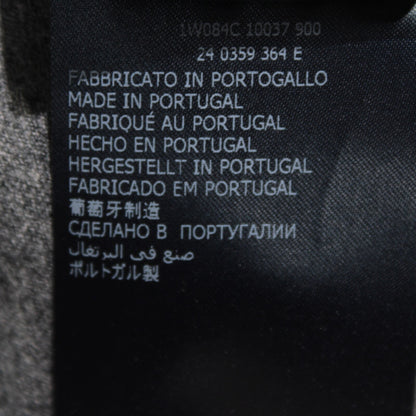 1W084C 10037 900
24 0359 364 E
FABBRICATO IN PORTOGALLO
MADE IN PORTUGAL
FABRIQUÉ AU PORTUGAL
HECHO EN PORTUGAL
HERGESTELLT IN PORTUGAL
FABRICADO EM PORTUGAL
葡萄牙制造
СДЕЛАНО В ПОРТУГАЛИИ
صنع في البرتغال
ポルトガル製